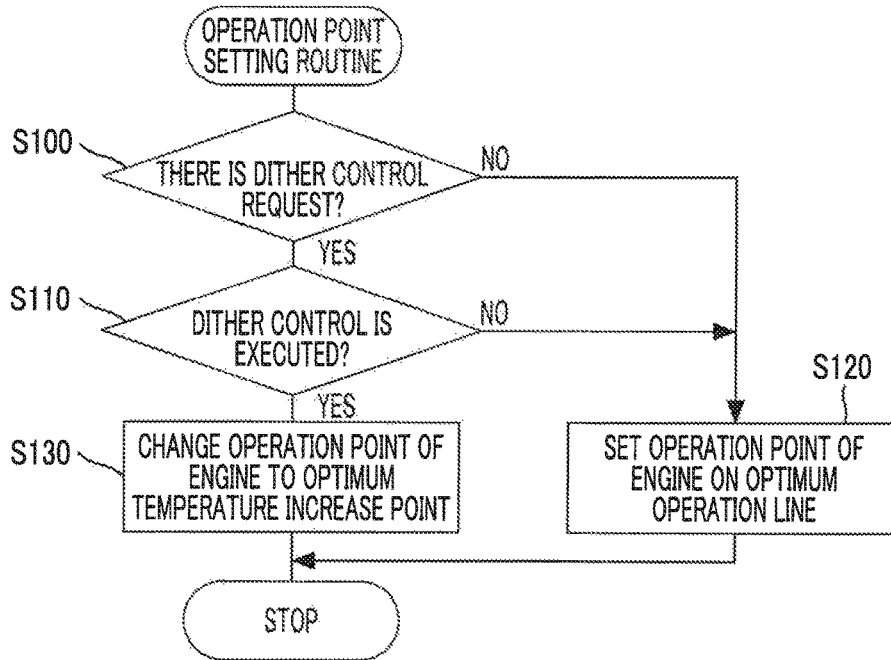 OPERATION POINT
SETTING ROUTINE
S100
THERE IS DITHER CONTROL
REQUEST?
NO
YES
S110
DITHER CONTROL IS
EXECUTED?
NO
YES
S120
S130
CHANGE OPERATION POINT OF
ENGINE TO OPTIMUM
TEMPERATURE INCREASE POINT
SET OPERATION POINT OF
ENGINE ON OPTIMUM
OPERATION LINE
STOP